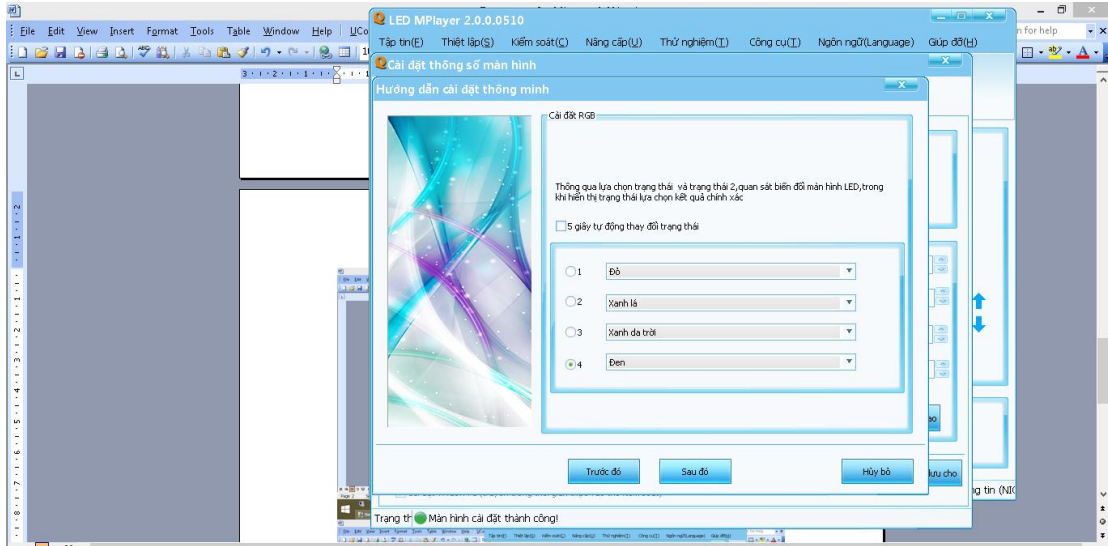 LED MPlayer 2.0.0.0510
File Edit View Insert Format Tools Table Window Help
Tập tin(F) Thiết lập(S) Kiểm soát(C) Nâng cấp(U) Thử nghiệm(T) Công cụ(T) Ngôn ngữ(Language) Giúp đỡ(H)
Cài đặt thông số màn hình
Hướng dẫn cài đặt thông minh
Cài đặt RGB
Thông qua lựa chọn trạng thái và trạng thái 2,quan sát biến đổi màn hình LED,trong
khi hiển thị trạng thái lựa chọn kết quả chính xác
5 giây tự động thay đổi trạng thái
1 Đỏ
2 Xanh lá
3 Xanh da trời
4 Đen
Trước đó Sau đó Hủy bỏ
lưu cho
Trạng th Màn hình cài đặt thành công!